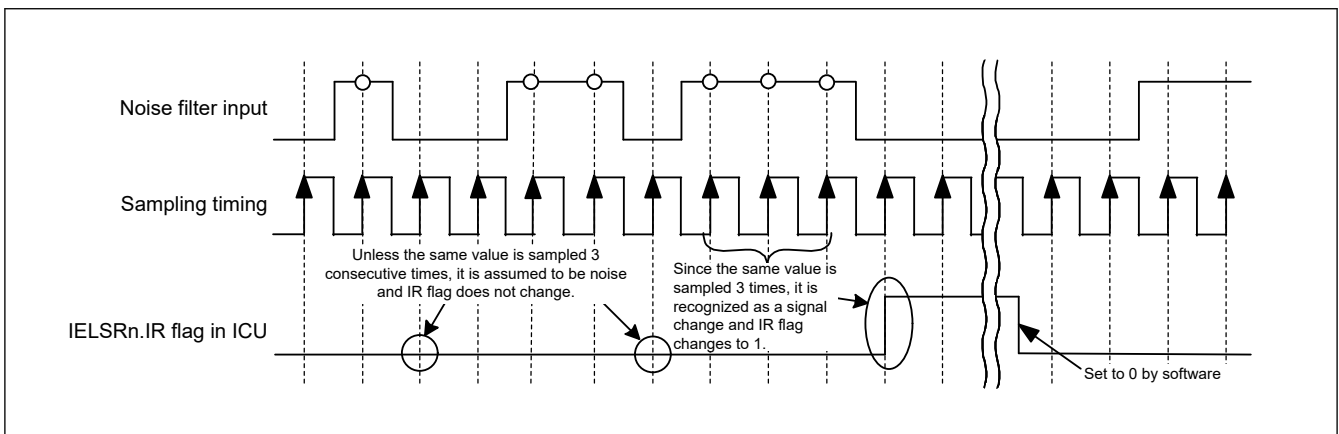 Noise filter input
Sampling timing
Unless the same value is sampled 3
consecutive times, it is assumed to be noise
and IR flag does not change.
Since the same value is
sampled 3 times, it is
recognized as a signal
change and IR flag
changes to 1.
IELSRn.IR flag in ICU
Set to 0 by software